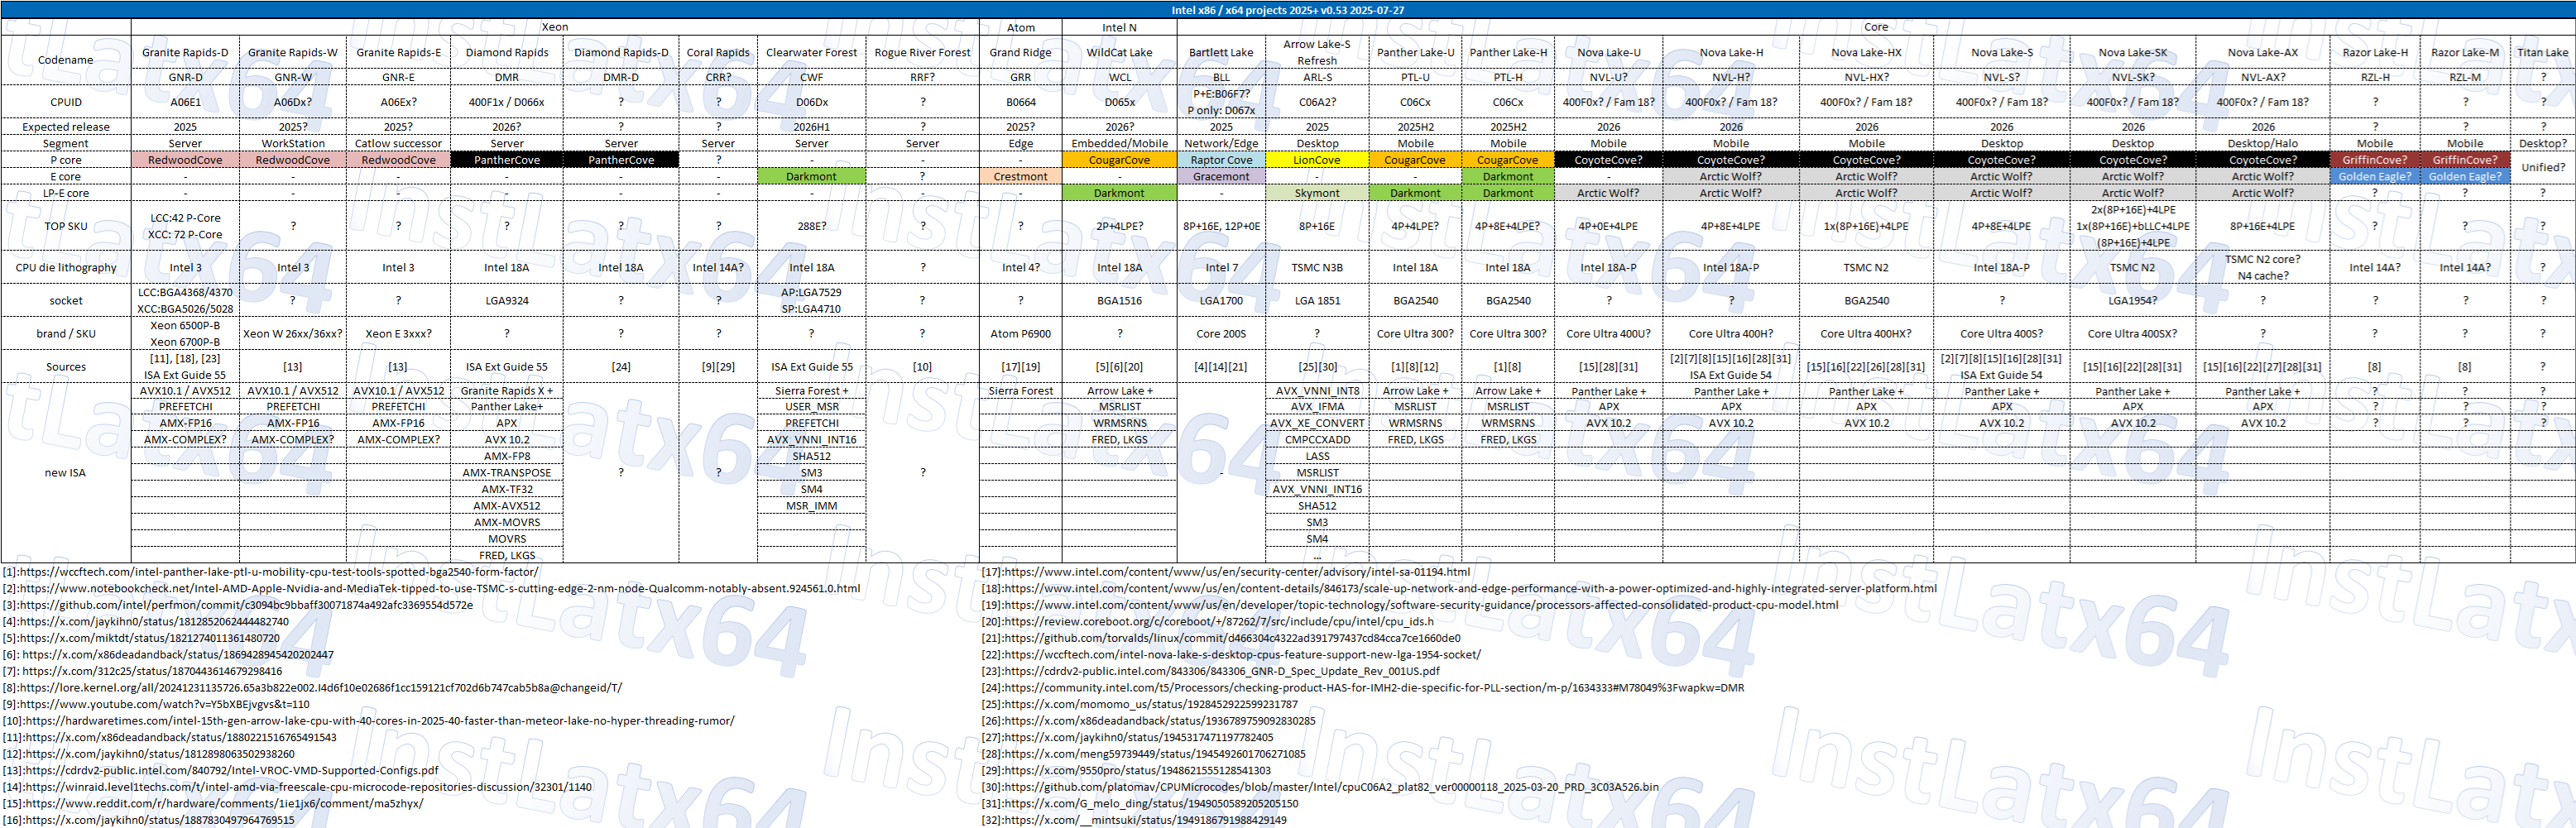 Intel x86 / x64 projects 2025+ v0.53 2025-07-27
Xeon Atom Intel N Core
Codename Granite Rapids-D Granite Rapids-W Granite Rapids-E Diamond Rapids Diamond Rapids-D Coral Rapids Clearwater Forest Rogue River Forest Grand Ridge WildCat Lake Bartlett Lake Arrow Lake-S Refresh Panther Lake-U Panther Lake-H Nova Lake-U Nova Lake-H Nova Lake-HX Nova Lake-S Nova Lake-SK Nova Lake-AX Razor Lake-H Razor Lake-M Titan Lake
GNR-D GNR-W GNR-E DMR DMR-D CRR? CWF RRF? GRR WCL BLL ARL-S PTL-U PTL-H NVL-U? NVL-H? NVL-HX? NVL-S? NVL-SK? NVL-AX? RZL-H RZL-M ?
CPUID A06E1 A06Dx? A06Ex? 400F1x / D066x ? ? D06Dx ? B0664 D065x P+E:B06F7? P only: D067x C06A2? C06Cx C06Cx 400F0x? / Fam 18? 400F0x? / Fam 18? 400F0x? / Fam 18? 400F0x? / Fam 18? 400F0x? / Fam 18? 400F0x? / Fam 18? ? ? ?
Expected release 2025 2025? 2025? 2026? ? ? 2026H1 ? 2025? 2026? 2025 2025 2025H2 2025H2 2026 2026 2026 2026 2026 2026 ? ? ?
Segment Server WorkStation Catlow successor Server Server Server Server Server Edge Embedded/Mobile Network/Edge Desktop Mobile Mobile Mobile Mobile Mobile Desktop Desktop Desktop/Halo Mobile Mobile Desktop?
P core RedwoodCove RedwoodCove RedwoodCove PantherCove PantherCove ? - - - CougarCove Raptor Cove LionCove CougarCove CougarCove CoyoteCove? CoyoteCove? CoyoteCove? CoyoteCove? CoyoteCove? CoyoteCove? GriffinCove? GriffinCove? Unified?
E core - - - - - - Darkmont ? Crestmont - Gracemont - - Darkmont - Arctic Wolf? Arctic Wolf? Arctic Wolf? Arctic Wolf? Arctic Wolf? Golden Eagle? Golden Eagle?
LP-E core - - - - - - - - - Darkmont - Skymont Darkmont Darkmont Arctic Wolf? Arctic Wolf? Arctic Wolf? Arctic Wolf? Arctic Wolf? Arctic Wolf? ? ? ?
TOP SKU LCC:42 P-Core XCC: 72 P-Core ? ? ? ? ? 288E? ? ? 2P+4LPE? 8P+16E, 12P+0E 8P+16E 4P+4LPE? 4P+8E+4LPE? 4P+0E+4LPE 4P+8E+4LPE 1x(8P+16E)+4LPE 4P+8E+4LPE 2x(8P+16E)+4LPE 1x(8P+16E)+bLLC+4LPE (8P+16E)+4LPE 8P+16E+4LPE ? ? ?
CPU die lithography Intel 3 Intel 3 Intel 3 Intel 18A Intel 18A Intel 14A? Intel 18A ? Intel 4? Intel 18A Intel 7 TSMC N3B Intel 18A Intel 18A Intel 18A-P Intel 18A-P TSMC N2 Intel 18A-P TSMC N2 TSMC N2 core? N4 cache? Intel 14A? Intel 14A? ?
socket LCC:BGA4368/4370 XCC:BGA5026/5028 ? ? LGA9324 ? ? AP:LGA7529 SP:LGA4710 ? ? BGA1516 LGA1700 LGA 1851 BGA2540 BGA2540 ? ? BGA2540 ? LGA1954? ? ? ? ?
brand / SKU Xeon 6500P-B Xeon 6700P-B Xeon W 26xx/36xx? Xeon E 3xxx? ? ? ? ? ? Atom P6900 ? Core 200S ? Core Ultra 300? Core Ultra 300? Core Ultra 400U? Core Ultra 400H? Core Ultra 400HX? Core Ultra 400S? Core Ultra 400SX? ? ? ? ?
Sources [11], [18], [23] ISA Ext Guide 55 [13] [13] ISA Ext Guide 55 [24] [9][29] ISA Ext Guide 55 [10] [17][19] [5][6][20] [4][14][21] [25][30] [1][8][12] [1][8] [15][28][31] [2][7][8][15][16][28][31] ISA Ext Guide 54 [15][16][22][26][28][31] [2][7][8][15][16][28][31] ISA Ext Guide 54 [15][16][22][28][31] [15][16][22][27][28][31] [8] [8] ?
AVX10.1 / AVX512 AVX10.1 / AVX512 AVX10.1 / AVX512 Granite Rapids X + Sierra Forest + Sierra Forest Arrow Lake + AVX_VNNI_INT8 Arrow Lake + Arrow Lake + Panther Lake + Panther Lake + Panther Lake + Panther Lake + Panther Lake + Panther Lake + ? ? ?
PREFETCHI PREFETCHI PREFETCHI Panther Lake+ USER_MSR MSRLIST AVX_IFMA MSRLIST MSRLIST APX APX APX APX APX APX ? ? ?
AMX-FP16 AMX-FP16 AMX-FP16 APX PREFETCHI WRMSRNS AVX_XE_CONVERT WRMSRNS WRMSRNS AVX 10.2 AVX 10.2 AVX 10.2 AVX 10.2 AVX 10.2 AVX 10.2 ? ? ?
AMX-COMPLEX? AMX-COMPLEX? AMX-COMPLEX? AVX 10.2 AVX_VNNI_INT16 FRED, LKGS CMPCCXADD FRED, LKGS FRED, LKGS
AMX-FP8 SHA512 LASS
new ISA AMX-TRANSPOSE ? ? SM3 ? - MSRLIST
AMX-TF32 SM4 AVX_VNNI_INT16
AMX-AVX512 MSR_IMM SHA512
AMX-MOVRS SM3
MOVRS SM4
FRED, LKGS ...
[1]:https://wccftech.com/intel-panther-lake-ptl-u-mobility-cpu-test-tools-spotted-bga2540-form-factor/
[2]:https://www.notebookcheck.net/Intel-AMD-Apple-Nvidia-and-MediaTek-tipped-to-use-TSMC-s-cutting-edge-2-nm-node-Qualcomm-notably-absent.924561.0.html
[3]:https://github.com/intel/perfmon/commit/c3094bc9bbaff30071874a492afc3369554d572e
[4]:https://x.com/jaykihn0/status/1812852062444482740
[5]:https://x.com/miktdt/status/1821274011361480720
[6]: https://x.com/x86deadandback/status/1869428945420202447
[7]: https://x.com/312c25/status/1870443614679298416
[8]:https://lore.kernel.org/all/20241231135726.65a3b822e002.I4d6f10e02686f1cc159121cf702d6b747cab5b8a@changeid/T/
[9]:https://www.youtube.com/watch?v=Y5bXBEjvgvs&t=110
[10]:https://hardwaretimes.com/intel-15th-gen-arrow-lake-cpu-with-40-cores-in-2025-40-faster-than-meteor-lake-no-hyper-threading-rumor/
[11]:https://x.com/x86deadandback/status/1880221516765491543
[12]:https://x.com/jaykihn0/status/1812898063502938260
[13]:https://cdrdv2-public.intel.com/840792/Intel-VROC-VMD-Supported-Configs.pdf
[14]:https://winraid.level1techs.com/t/intel-amd-via-freescale-cpu-microcode-repositories-discussion/32301/1140
[15]:https://www.reddit.com/r/hardware/comments/1ie1jx6/comment/ma5zhyx/
[16]:https://x.com/jaykihn0/status/1887830497964769515
[17]:https://www.intel.com/content/www/us/en/security-center/advisory/intel-sa-01194.html
[18]:https://www.intel.com/content/www/us/en/content-details/846173/scale-up-network-and-edge-performance-with-a-power-optimized-and-highly-integrated-server-platform.html
[19]:https://www.intel.com/content/www/us/en/developer/topic-technology/software-security-guidance/processors-affected-consolidated-product-cpu-model.html
[20]:https://review.coreboot.org/c/coreboot/+/87262/7/src/include/cpu/intel/cpu_ids.h
[21]:https://github.com/torvalds/linux/commit/d466304c4322ad391797437cd84cca7ce1660de0
[22]:https://wccftech.com/intel-nova-lake-s-desktop-cpus-feature-support-new-lga-1954-socket/
[23]:https://cdrdv2-public.intel.com/843306/843306_GNR-D_Spec_Update_Rev_001US.pdf
[24]:https://community.intel.com/t5/Processors/checking-product-HAS-for-IMH2-die-specific-for-PLL-section/m-p/1634333#M78049%3Fwapkw=DMR
[25]:https://x.com/momomo_us/status/1928452922599231787
[26]:https://x.com/x86deadandback/status/1936789759092830285
[27]:https://x.com/jaykihn0/status/1945317471197782405
[28]:https://x.com/meng59739449/status/1945492601706271085
[29]:https://x.com/9550pro/status/1948621555128541303
[30]:https://github.com/platomav/CPUMicrocodes/blob/master/Intel/cpuC06A2_plat82_ver00000118_2025-03-20_PRD_3C03A526.bin
[31]:https://x.com/G_melo_ding/status/1949050589205205150
[32]:https://x.com/__mintsuki/status/1949186791988429149
InstLatx64